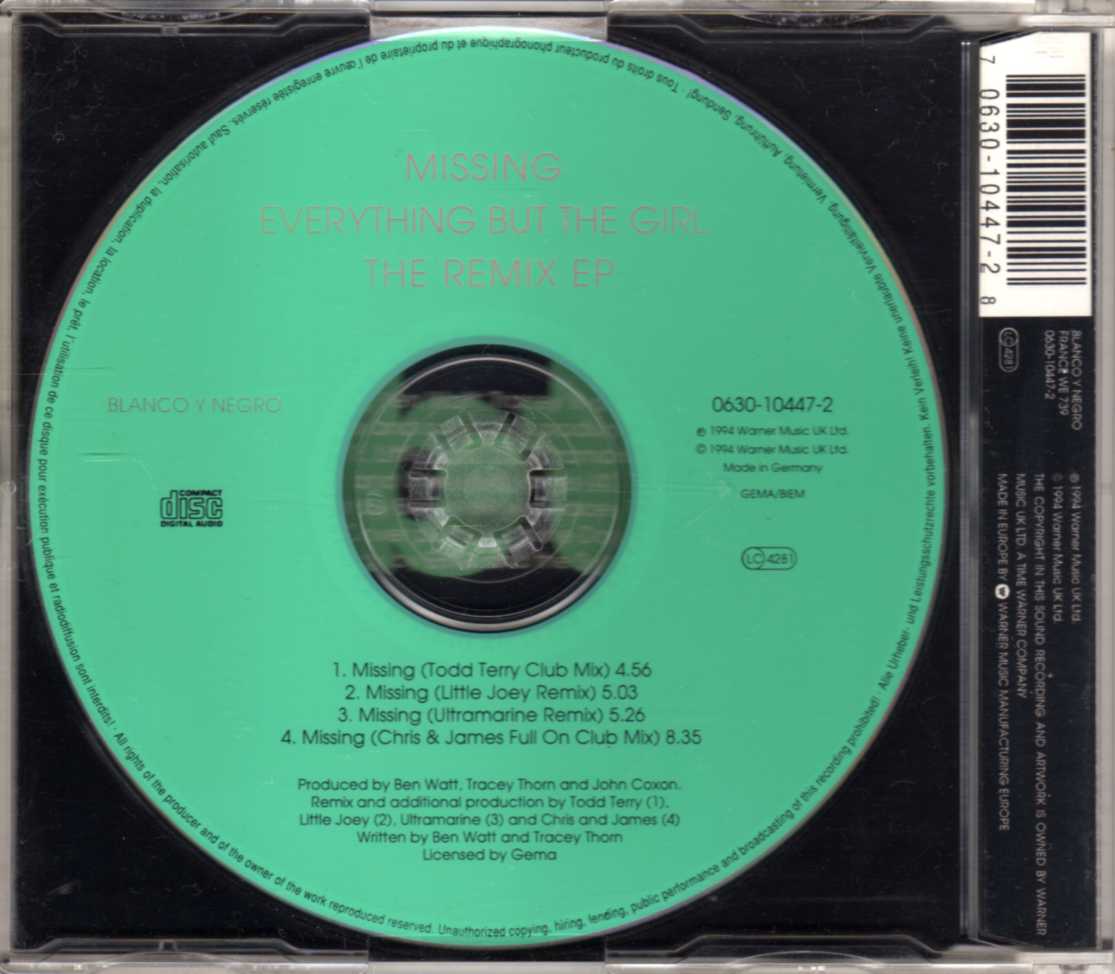 MISSING
EVERYTHING BUT THE GIRL
THE REMIX EP
BLANCO Y NEGRO
COMPACT
disc
DIGITAL AUDIO
0630-10447-2
℗ 1994 Warner Music UK Ltd.
© 1994 Warner Music UK Ltd.
Made in Germany
GEMA/BIEM
LC 4281
1. Missing (Todd Terry Club Mix) 4.56
2. Missing (Little Joey Remix) 5.03
3. Missing (Ultramarine Remix) 5.26
4. Missing (Chris & James Full On Club Mix) 8.35
Produced by Ben Watt, Tracey Thorn and John Coxon.
Remix and additional production by Todd Terry (1).
Little Joey (2), Ultramarine (3) and Chris and James (4)
Written by Ben Watt and Tracey Thorn
Licensed by Gema
All rights of the producer and of the owner of the work reproduced reserved. Unauthorized copying, hiring, lending, public performance and broadcasting of this recording prohibited! · Alle Urheber- und Leistungsschutzrechte vorbehalten. Kein Verleih! Keine unerlaubte Vervielfältigung, Vermietung, Aufführung, Sendung! · Tous droits du producteur phonographique et du propriétaire de l'œuvre enregistrée réservés. Sauf autorisation, la duplication, la location, le prêt, l'utilisation de ce disque pour exécution publique et radiodiffusion sont interdits! ·
7 0630-10447-2 8
BLANCO Y NEGRO
FRANCE WE 739
0630-10447-2
LC 4281
℗ 1994 Warner Music UK Ltd.
© 1994 Warner Music UK Ltd.
THE COPYRIGHT IN THIS SOUND RECORDING AND ARTWORK IS OWNED BY WARNER
MUSIC UK LTD. A TIME WARNER COMPANY
MADE IN EUROPE BY WARNER MUSIC MANUFACTURING EUROPE